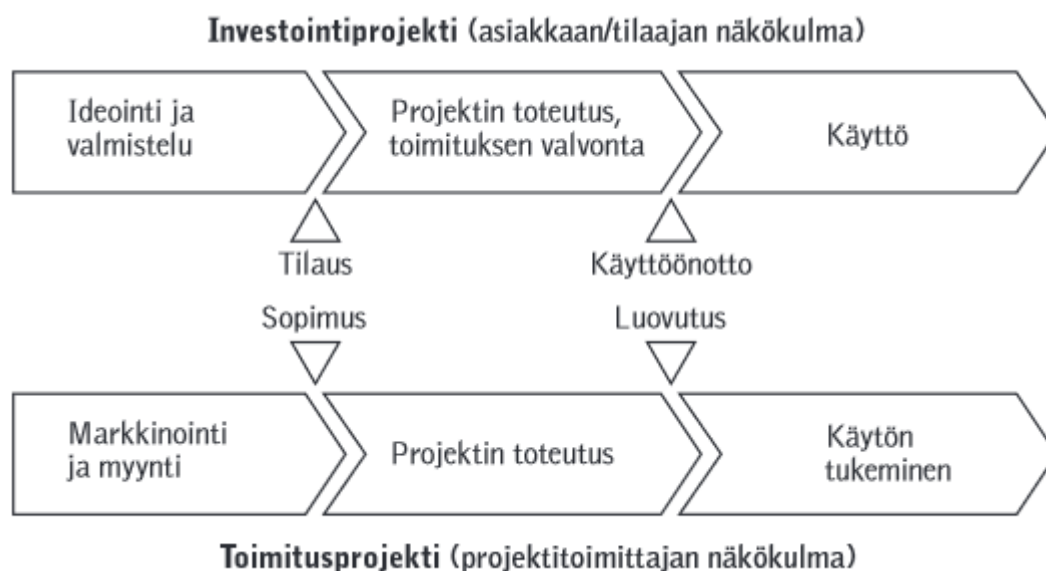 Investointiprojekti (asiakkaan/tilaajan näkökulma)
Ideointi ja
valmistelu
Projektin toteutus,
toimituksen valvonta
Käyttö
Tilaus
Käyttöönotto
Sopimus
Luovutus
Markkinointi
ja myynti
Projektin toteutus
Käytön
tukeminen
Toimitusprojekti (projektitoimittajan näkökulma)